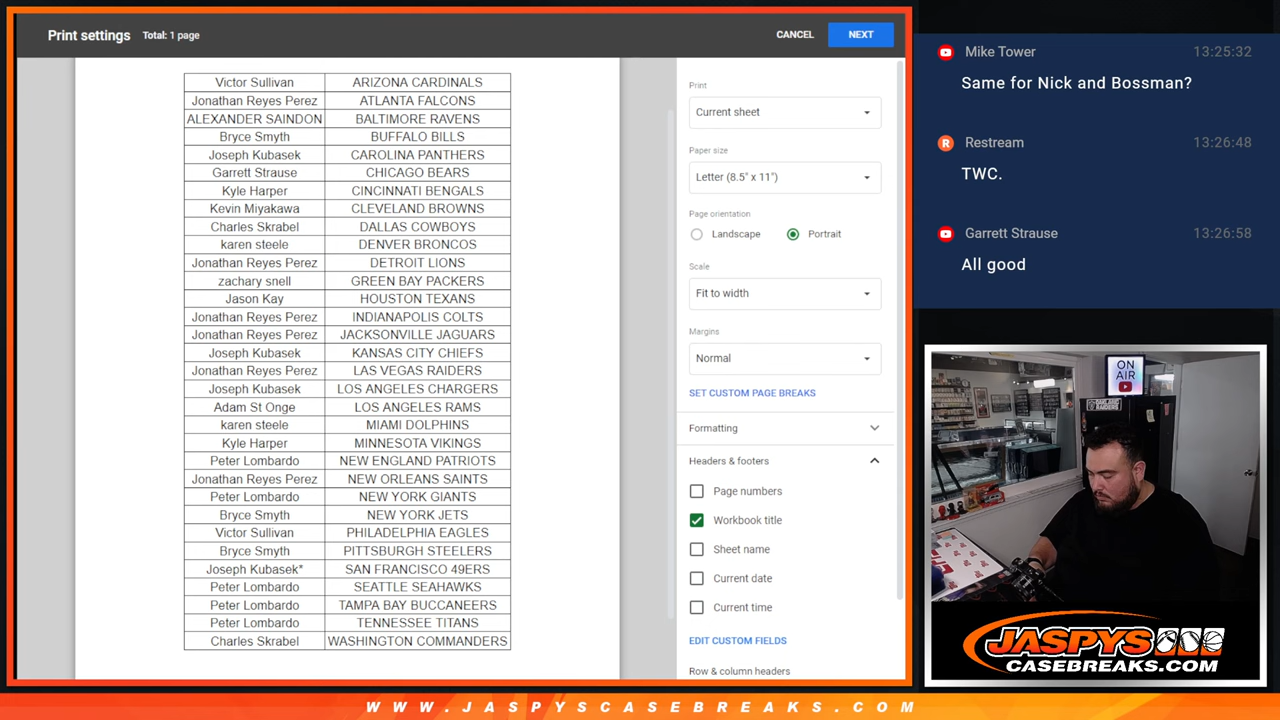 Print settings Total: 1 page
CANCEL NEXT
Victor Sullivan ARIZONA CARDINALS
Jonathan Reyes Perez ATLANTA FALCONS
ALEXANDER SAINDON BALTIMORE RAVENS
Bryce Smyth BUFFALO BILLS
Joseph Kubasek CAROLINA PANTHERS
Garrett Strause CHICAGO BEARS
Kyle Harper CINCINNATI BENGALS
Kevin Miyakawa CLEVELAND BROWNS
Charles Skrabel DALLAS COWBOYS
karen steele DENVER BRONCOS
Jonathan Reyes Perez DETROIT LIONS
zachary snell GREEN BAY PACKERS
Jason Kay HOUSTON TEXANS
Jonathan Reyes Perez INDIANAPOLIS COLTS
Jonathan Reyes Perez JACKSONVILLE JAGUARS
Joseph Kubasek KANSAS CITY CHIEFS
Jonathan Reyes Perez LAS VEGAS RAIDERS
Joseph Kubasek LOS ANGELES CHARGERS
Adam St Onge LOS ANGELES RAMS
karen steele MIAMI DOLPHINS
Kyle Harper MINNESOTA VIKINGS
Peter Lombardo NEW ENGLAND PATRIOTS
Jonathan Reyes Perez NEW ORLEANS SAINTS
Peter Lombardo NEW YORK GIANTS
Bryce Smyth NEW YORK JETS
Victor Sullivan PHILADELPHIA EAGLES
Bryce Smyth PITTSBURGH STEELERS
Joseph Kubasek* SAN FRANCISCO 49ERS
Peter Lombardo SEATTLE SEAHAWKS
Peter Lombardo TAMPA BAY BUCCANEERS
Peter Lombardo TENNESSEE TITANS
Charles Skrabel WASHINGTON COMMANDERS
Print
Current sheet
Paper size
Letter (8.5" x 11")
Page orientation
Landscape Portrait
Scale
Fit to width
Margins
Normal
SET CUSTOM PAGE BREAKS
Formatting
Headers & footers
Page numbers
Workbook title
Sheet name
Current date
Current time
EDIT CUSTOM FIELDS
Row & column headers
Mike Tower 13:25:32
Same for Nick and Bossman?
Restream 13:26:48
TWC.
Garrett Strause 13:26:58
All good
ON
AIR
JASPYS
CASEBREAKS.COM
WWW.JASPYSCASEBREAKS.COM